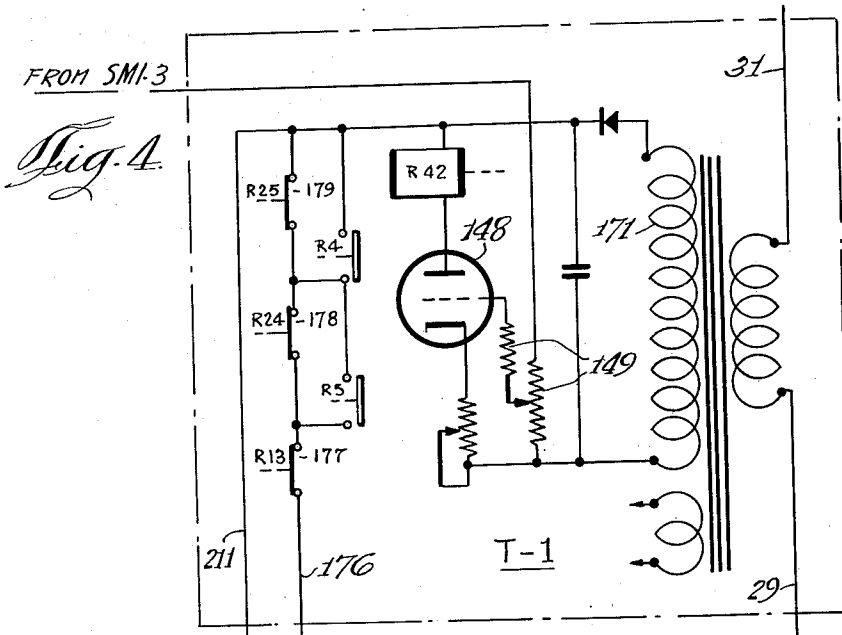 FROM SM1-3
31
Fig. 4.
R25 -179
R 42
148
171
R4
R24 -178
149
R5
R13 -177
211
176
T-1
29